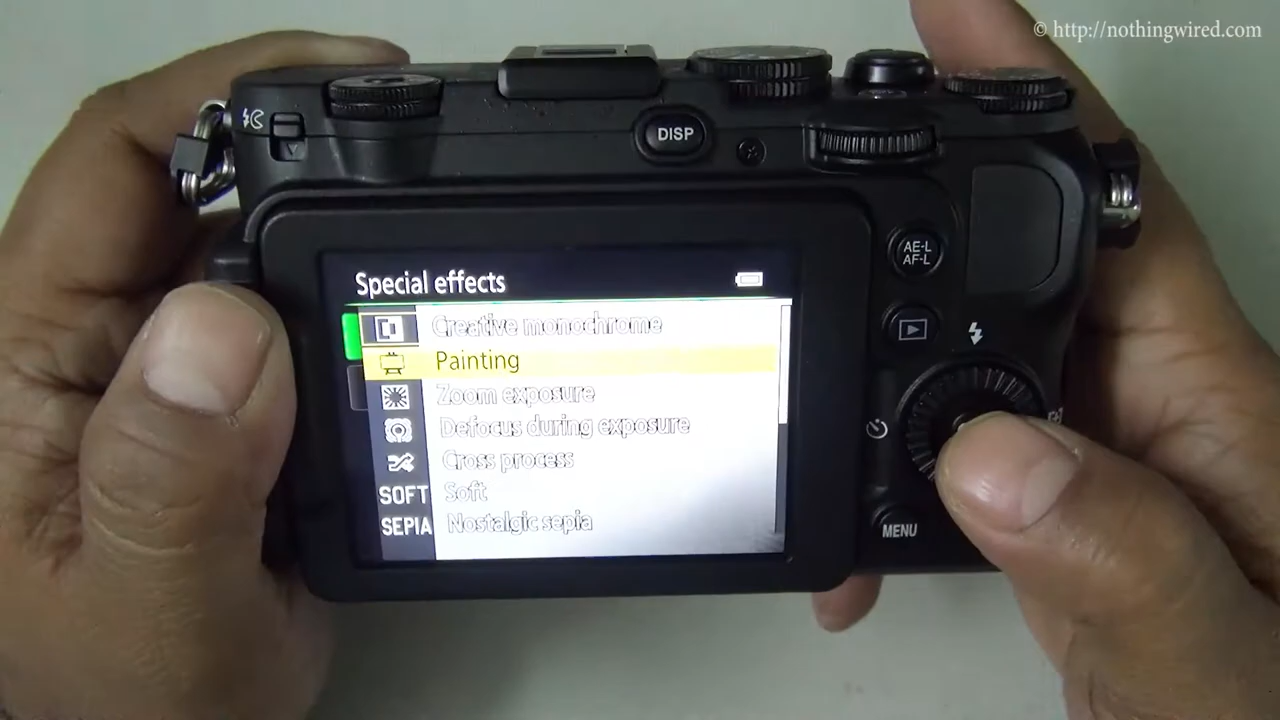 © http://nothingwired.com
DISP
AE-L
AF-L
Special effects
Creative monochrome
Painting
Zoom exposure
Defocus during exposure
Cross process
SOFT Soft
SEPIA Nostalgic sepia
MENU